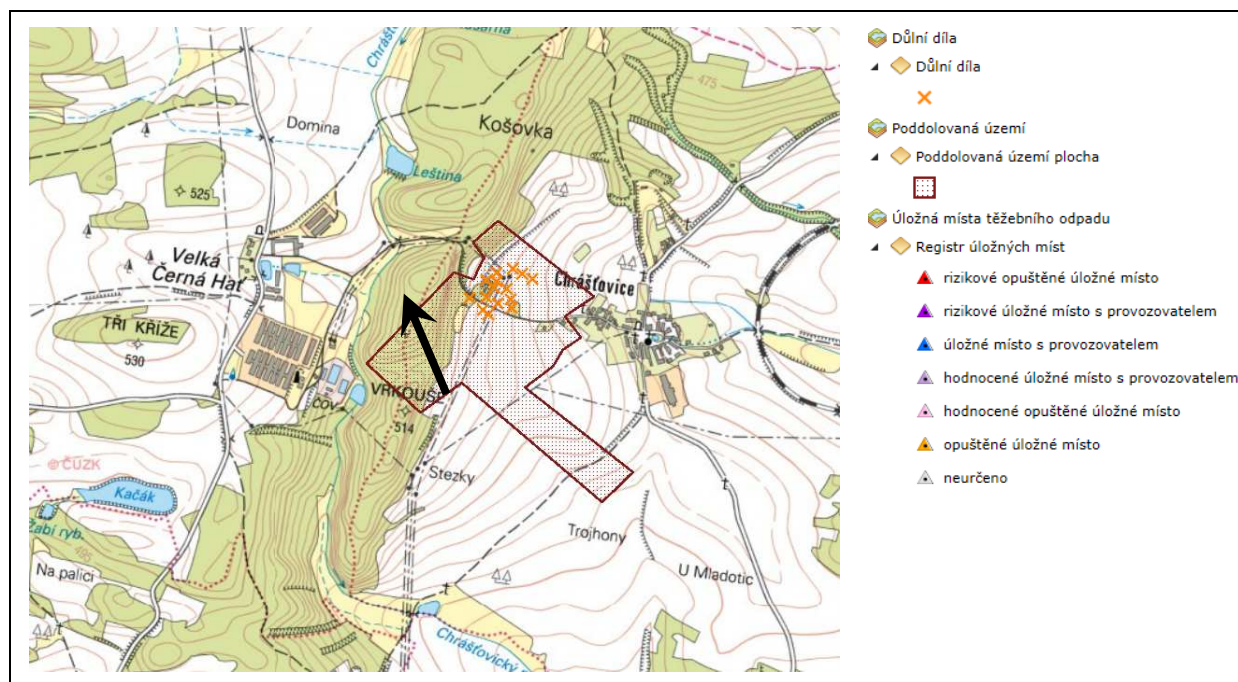 Chrášť
Košovka
475
Domina
Leština
525
Velká
Černá Hať
Chrášťovice
TŘI KŘÍŽE
530
VRKOUŠE
ČOV
514
© ČÚZK
Stezky
Kačák
Žabí ryb.
495
Trojhony
Na palici
U Mladotic
Chrášťovický
Důlní díla
Důlní díla
Poddolovaná území
Poddolovaná území plocha
Úložná místa těžebního odpadu
Registr úložných míst
rizikové opuštěné úložné místo
rizikové úložné místo s provozovatelem
úložné místo s provozovatelem
hodnocené úložné místo s provozovatelem
hodnocené opuštěné úložné místo
opuštěné úložné místo
neurčeno